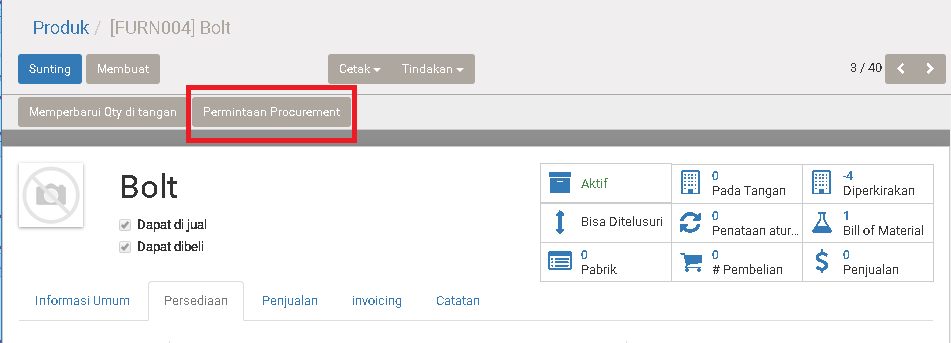 Produk / [FURN004] Bolt
Sunting Membuat Cetak Tindakan 3 / 40
Memperbarui Qty di tangan Permintaan Procurement
Bolt
Dapat di jual
Dapat dibeli
Aktif
0
Pada Tangan
-4
Diperkirakan
Bisa Ditelusuri
0
Penataan atur...
1
Bill of Material
0
Pabrik
0
# Pembelian
0
Penjualan
Informasi Umum Persediaan Penjualan invoicing Catatan